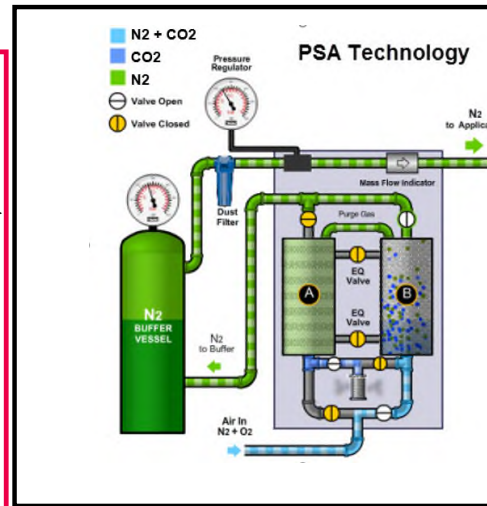 N2 + CO2
CO2
N2
Valve Open
Valve Closed
Pressure
Regulator
PSA Technology
N2
to Applica
Mass Flow Indicator
Dust
Filter
Purge Gas
EQ
Valve
A
B
EQ
Valve
N2
BUFFER
VESSEL
N2
to Buffer
Air In
N2 + O2